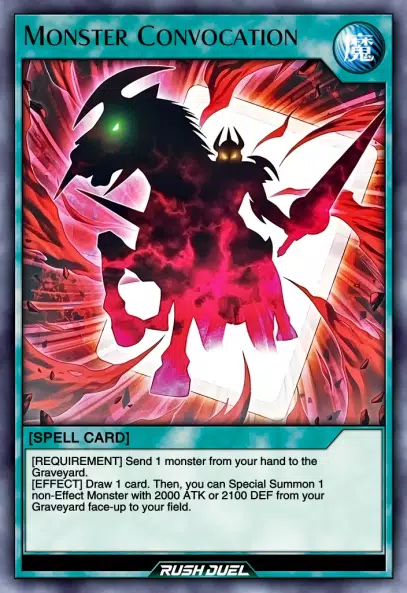 Monster Convocation
魔
[SPELL CARD]
[REQUIREMENT] Send 1 monster from your hand to the
Graveyard.
[EFFECT] Draw 1 card. Then, you can Special Summon 1
non-Effect Monster with 2000 ATK or 2100 DEF from your
Graveyard face-up to your field.
RUSH DUEL